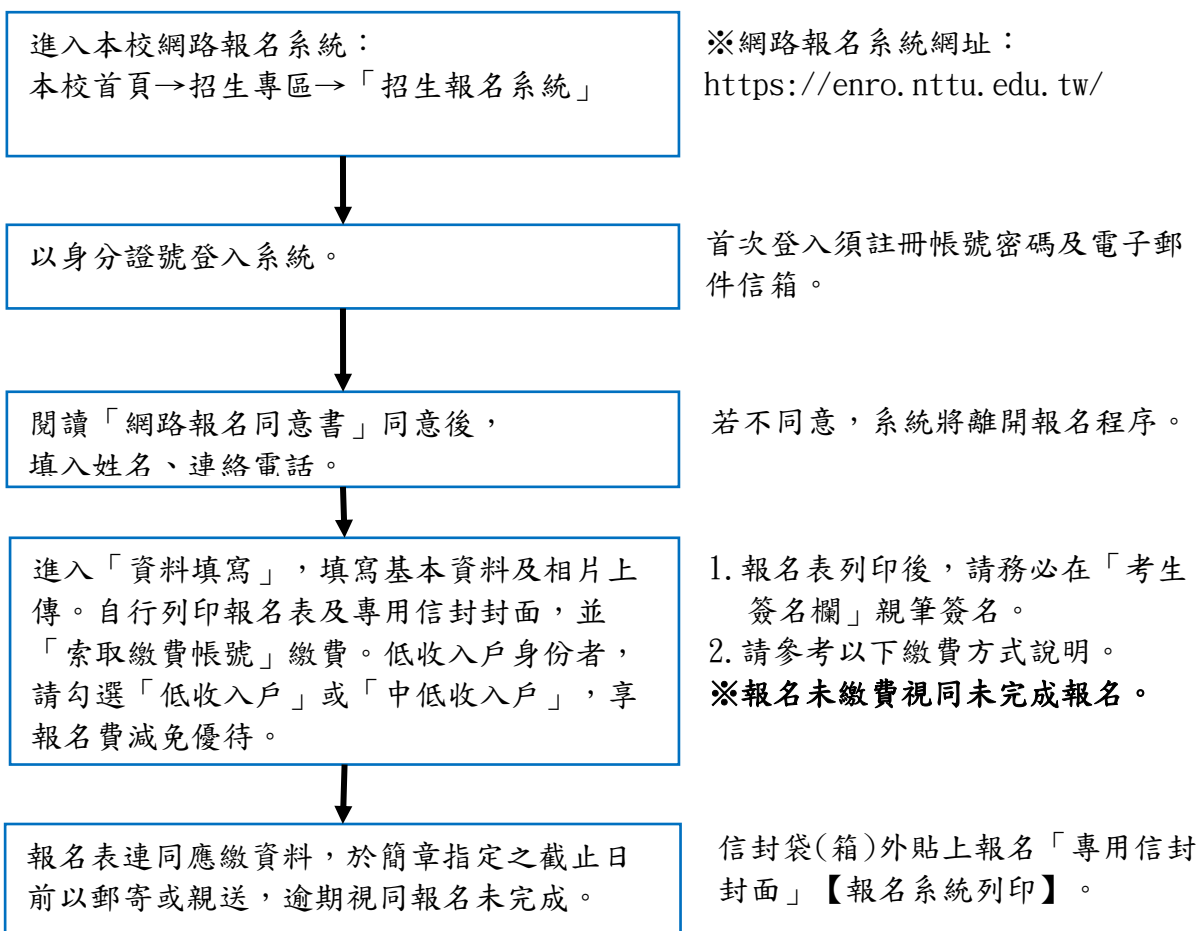 進入本校網路報名系統：
本校首頁→招生專區→「招生報名系統」
※網路報名系統網址：
https://enro.nttu.edu.tw/
以身分證號登入系統。
首次登入須註冊帳號密碼及電子郵
件信箱。
閱讀「網路報名同意書」同意後，
填入姓名、連絡電話。
若不同意，系統將離開報名程序。
進入「資料填寫」，填寫基本資料及相片上
傳。自行列印報名表及專用信封封面，並
「索取繳費帳號」繳費。低收入戶身份者，
請勾選「低收入戶」或「中低收入戶」，享
報名費減免優待。
1.報名表列印後，請務必在「考生
簽名欄」親筆簽名。
2.請參考以下繳費方式說明。
※報名未繳費視同未完成報名。
報名表連同應繳資料，於簡章指定之截止日
前以郵寄或親送，逾期視同報名未完成。
信封袋(箱)外貼上報名「專用信封
封面」【報名系統列印】。